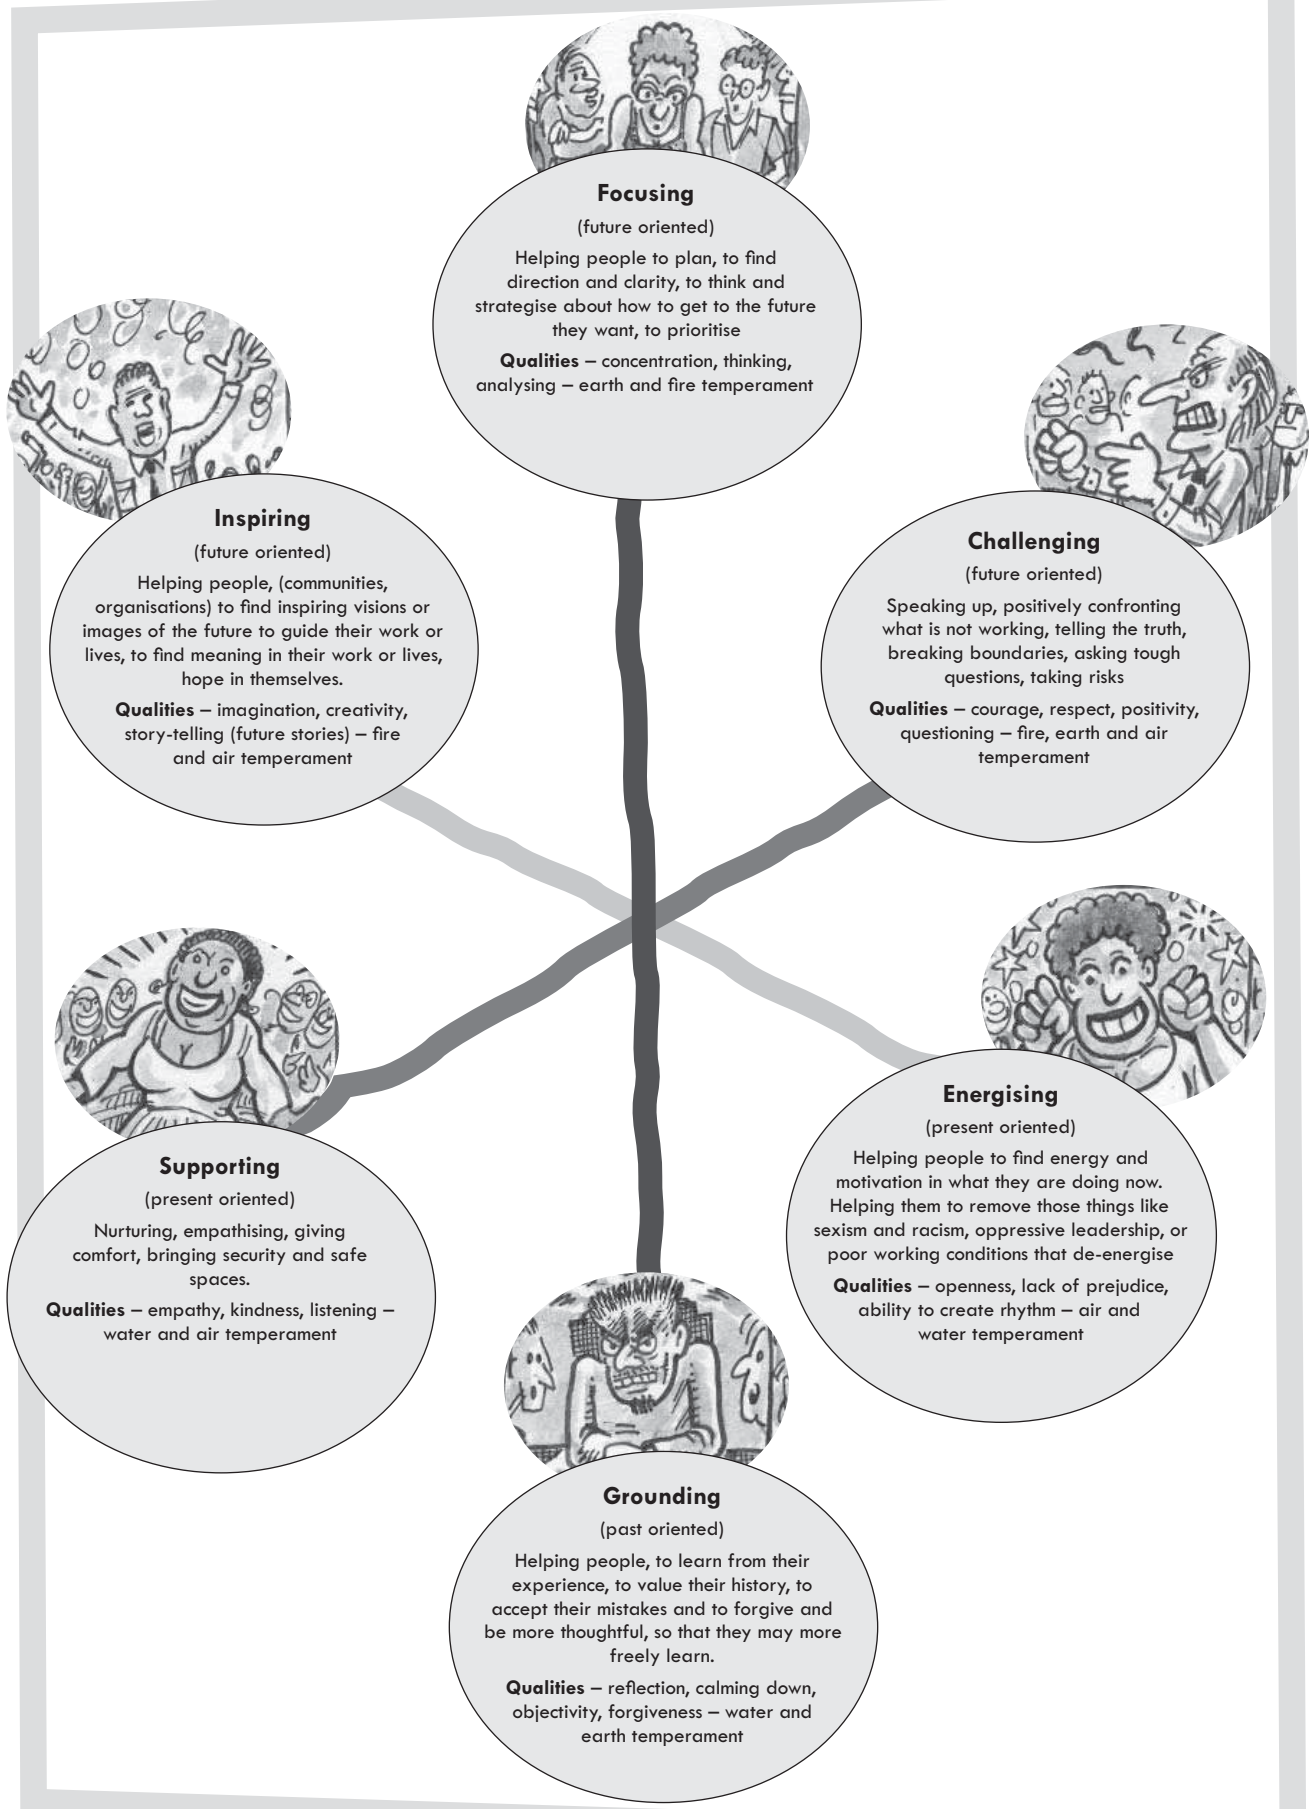 Focusing
(future oriented)
Helping people to plan, to find
direction and clarity, to think and
strategise about how to get to the future
they want, to prioritise
Qualities – concentration, thinking,
analysing – earth and fire temperament
Inspiring
(future oriented)
Helping people, (communities,
organisations) to find inspiring visions or
images of the future to guide their work or
lives, to find meaning in their work or lives,
hope in themselves.
Qualities – imagination, creativity,
story-telling (future stories) – fire
and air temperament
Challenging
(future oriented)
Speaking up, positively confronting
what is not working, telling the truth,
breaking boundaries, asking tough
questions, taking risks
Qualities – courage, respect, positivity,
questioning – fire, earth and air
temperament
Supporting
(present oriented)
Nurturing, empathising, giving
comfort, bringing security and safe
spaces.
Qualities – empathy, kindness, listening –
water and air temperament
Energising
(present oriented)
Helping people to find energy and
motivation in what they are doing now.
Helping them to remove those things like
sexism and racism, oppressive leadership, or
poor working conditions that de-energise
Qualities – openness, lack of prejudice,
ability to create rhythm – air and
water temperament
Grounding
(past oriented)
Helping people, to learn from their
experience, to value their history, to
accept their mistakes and to forgive and
be more thoughtful, so that they may more
freely learn.
Qualities – reflection, calming down,
objectivity, forgiveness – water and
earth temperament